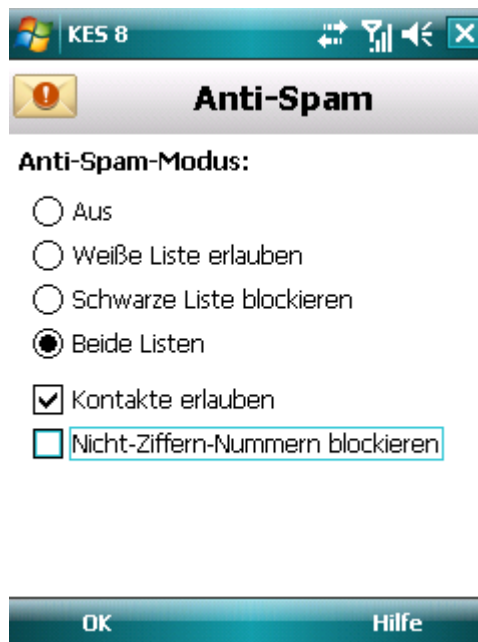 KES 8
Anti-Spam
Anti-Spam-Modus:
Aus
Weiße Liste erlauben
Schwarze Liste blockieren
Beide Listen
Kontakte erlauben
Nicht-Ziffern-Nummern blockieren
OK Hilfe